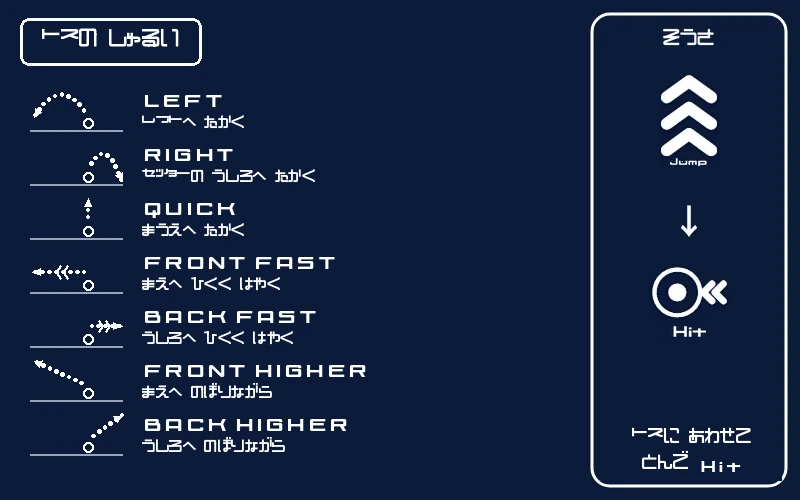 トスの しゅるい
LEFT
レフトへ たかく
RIGHT
セッターの うしろへ たかく
QUICK
まうえへ たかく
FRONT FAST
まえへ ひくく はやく
BACK FAST
うしろへ ひくく はやく
FRONT HIGHER
まえへ のぼりながら
BACK HIGHER
うしろへ のぼりながら
そうさ
Jump
Hit
トスに あわせて
とんで Hit